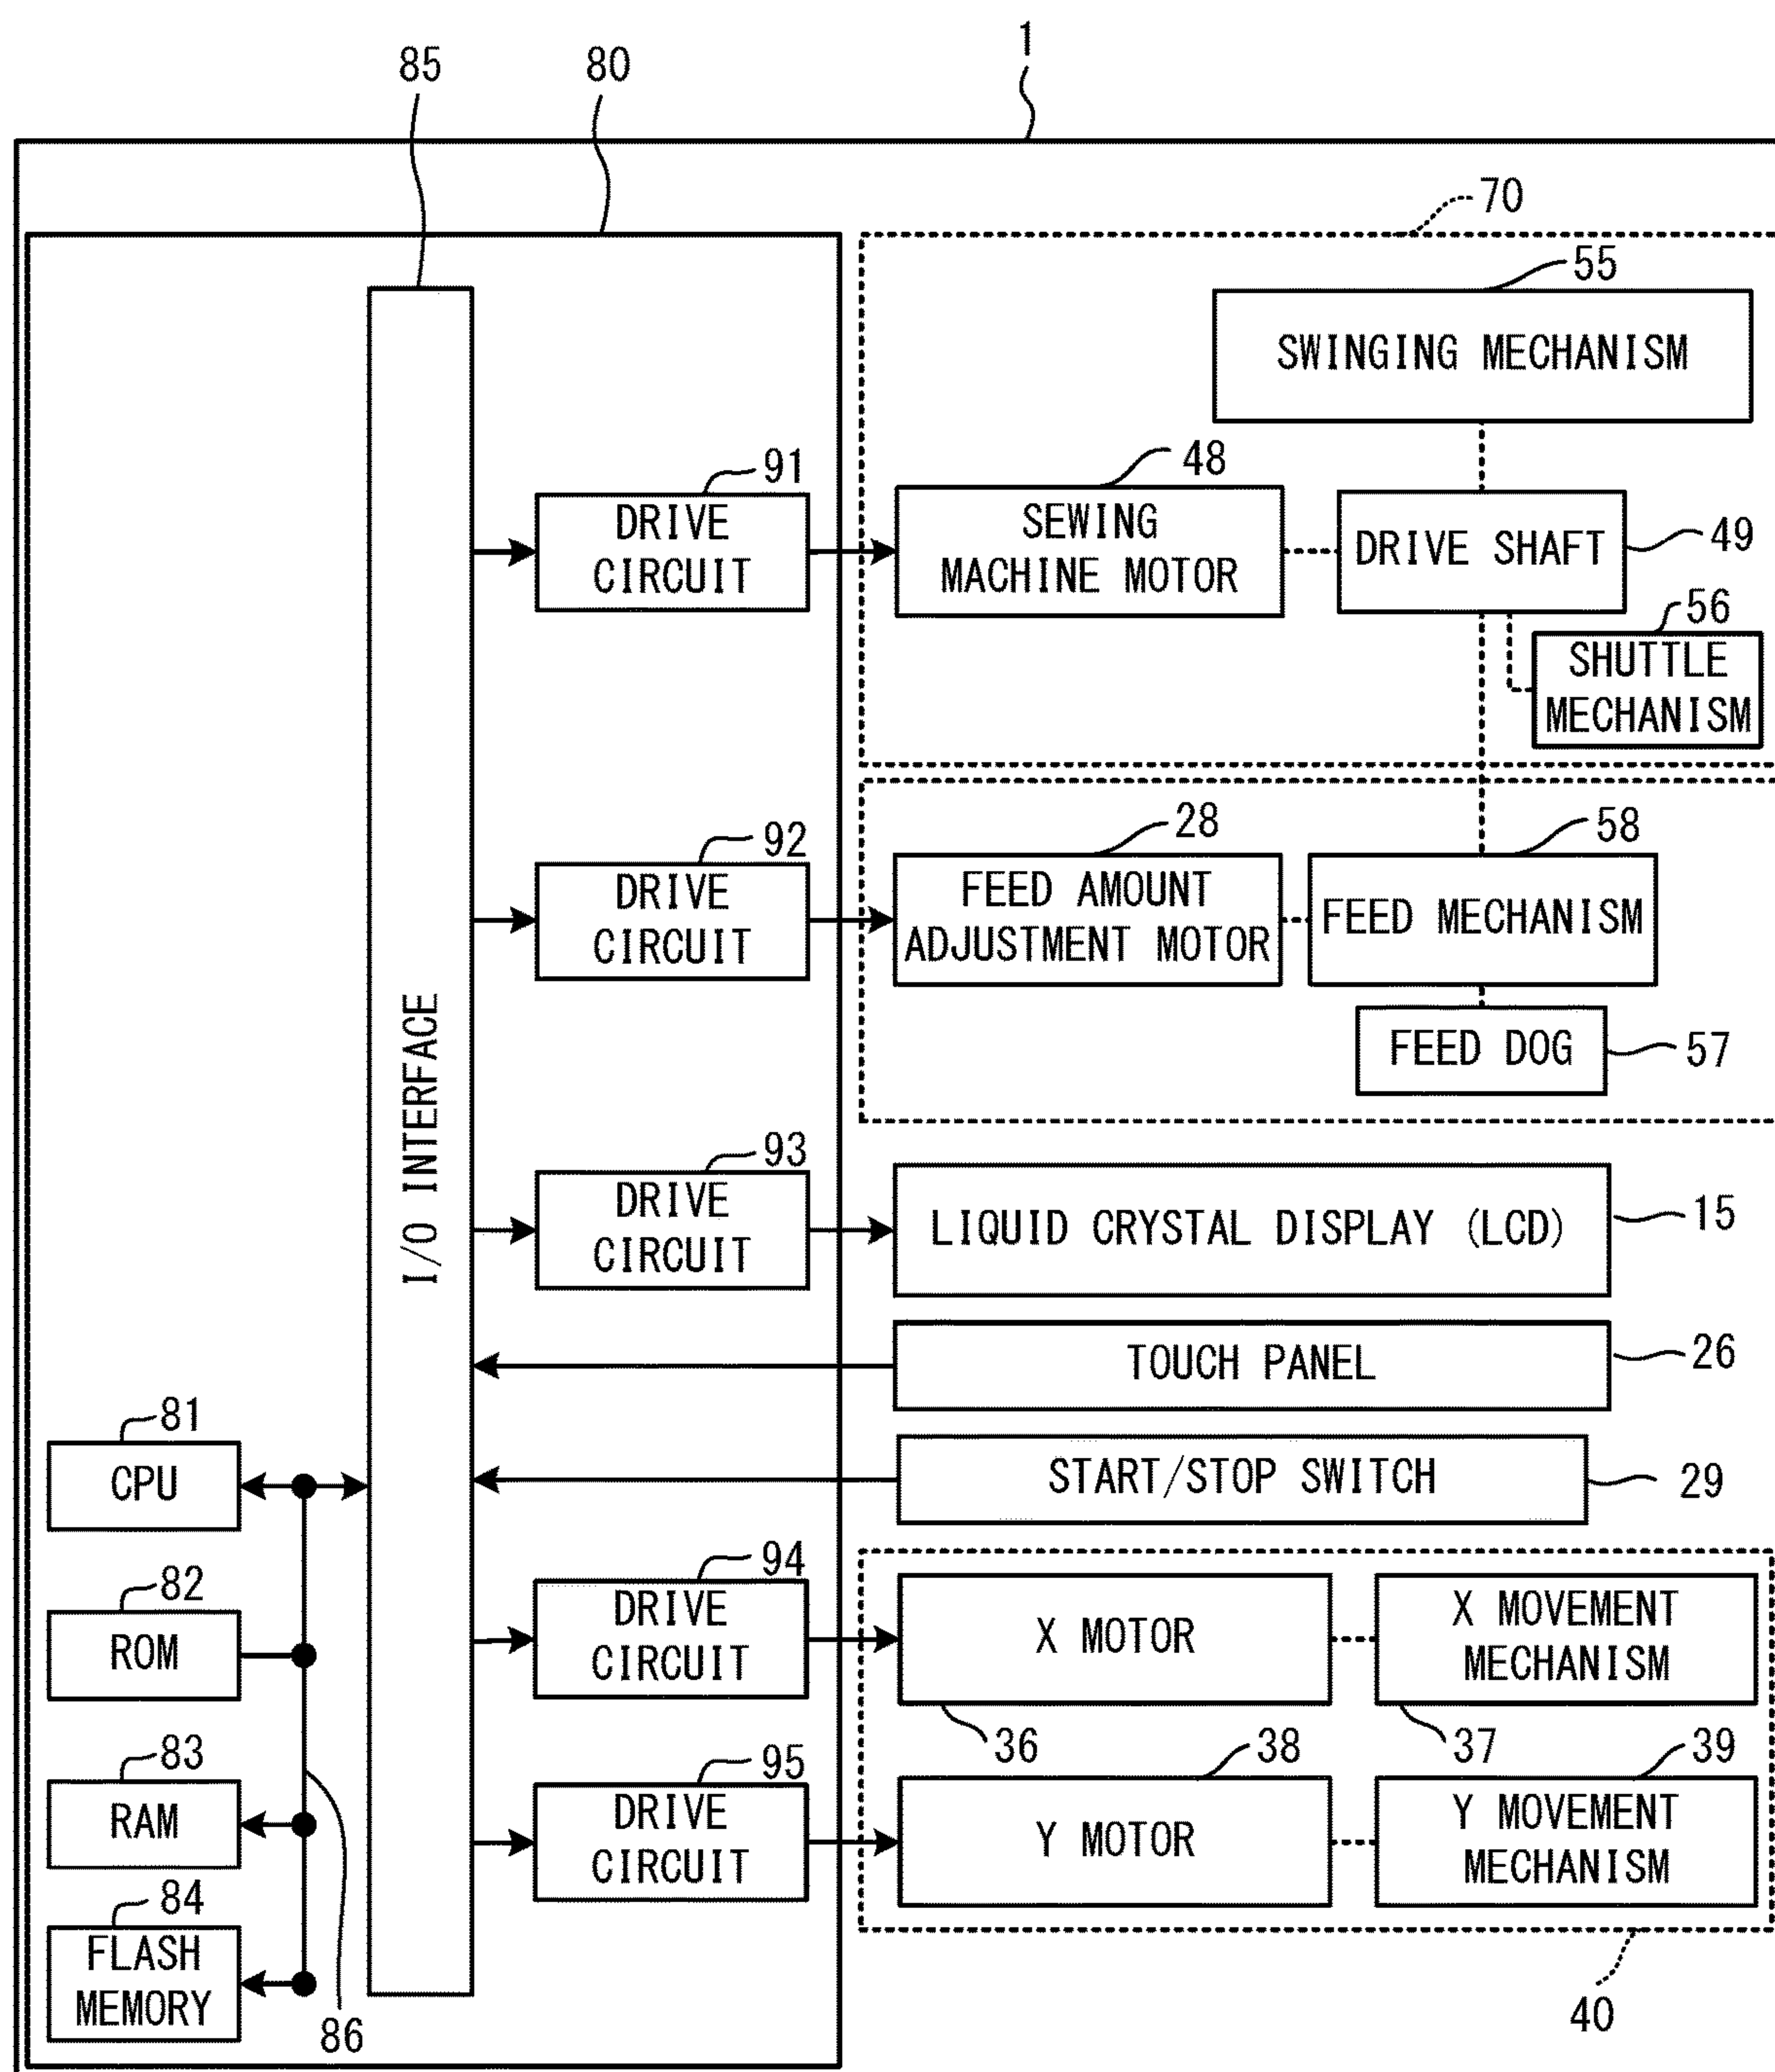 1
85
80
70
55
SWINGING MECHANISM
91
48
DRIVE
CIRCUIT
SEWING
MACHINE MOTOR
DRIVE SHAFT
49
56
SHUTTLE
MECHANISM
92
28
58
DRIVE
CIRCUIT
FEED AMOUNT
ADJUSTMENT MOTOR
FEED MECHANISM
FEED DOG
57
I/O INTERFACE
93
DRIVE
CIRCUIT
LIQUID CRYSTAL DISPLAY (LCD)
15
TOUCH PANEL
26
81
CPU
START/STOP SWITCH
29
82
ROM
94
DRIVE
CIRCUIT
X MOTOR
X MOVEMENT
MECHANISM
36
37
83
RAM
95
38
39
DRIVE
CIRCUIT
Y MOTOR
Y MOVEMENT
MECHANISM
84
FLASH
MEMORY
86
40